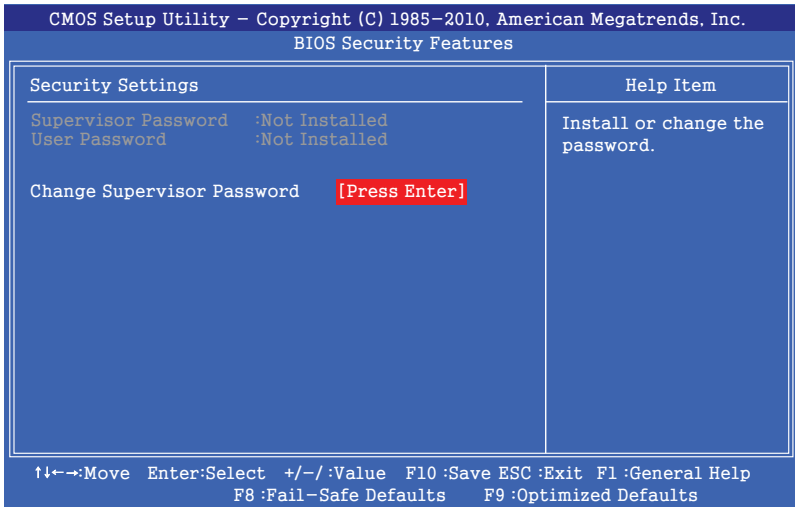 CMOS Setup Utility – Copyright (C) 1985-2010, American Megatrends, Inc.
BIOS Security Features
Security Settings
Supervisor Password :Not Installed
User Password :Not Installed
Change Supervisor Password [Press Enter]
Help Item
Install or change the
password.
↑↓←→:Move Enter:Select +/–/:Value F10:Save ESC:Exit F1:General Help
F8:Fail–Safe Defaults F9:Optimized Defaults